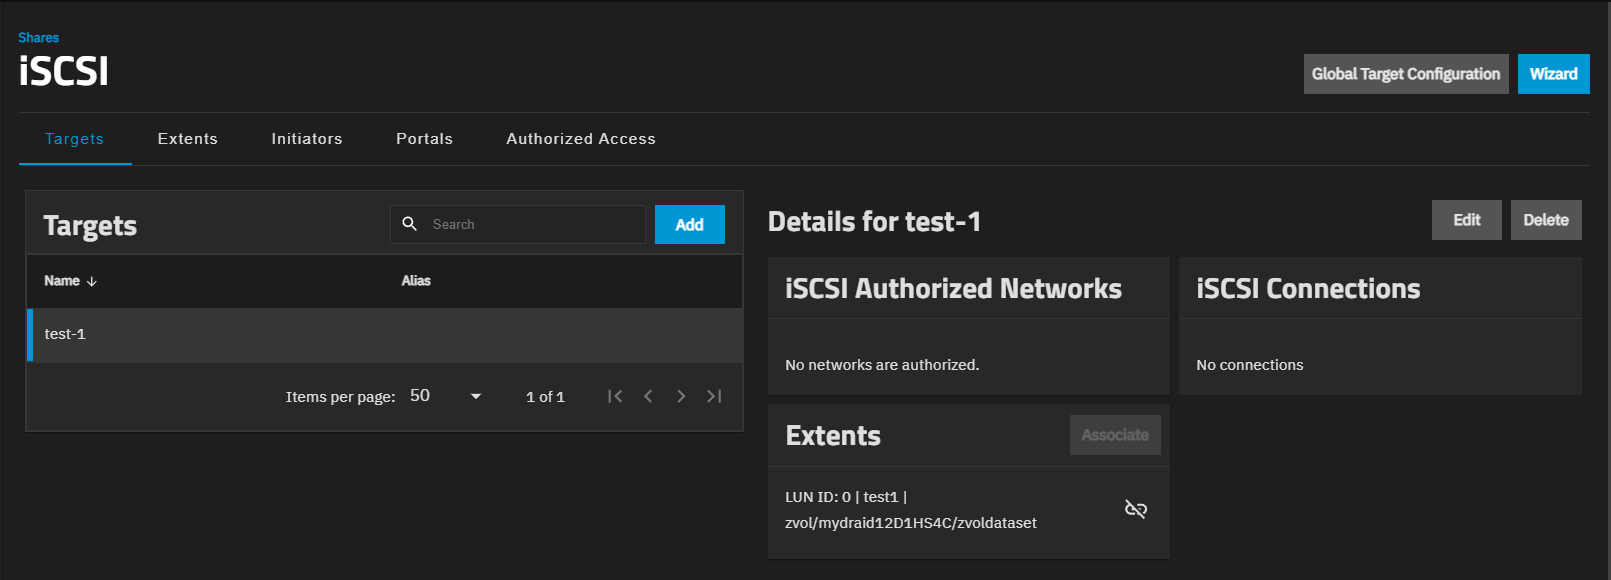 Shares
iSCSI
Global Target Configuration
Wizard
Targets
Extents
Initiators
Portals
Authorized Access
Targets
Search
Add
Name
Alias
test-1
Items per page:
50
1 of 1
Details for test-1
Edit
Delete
iSCSI Authorized Networks
No networks are authorized.
iSCSI Connections
No connections
Extents
Associate
LUN ID: 0 | test1 |
zvol/mydraid12D1HS4C/zvoldataset